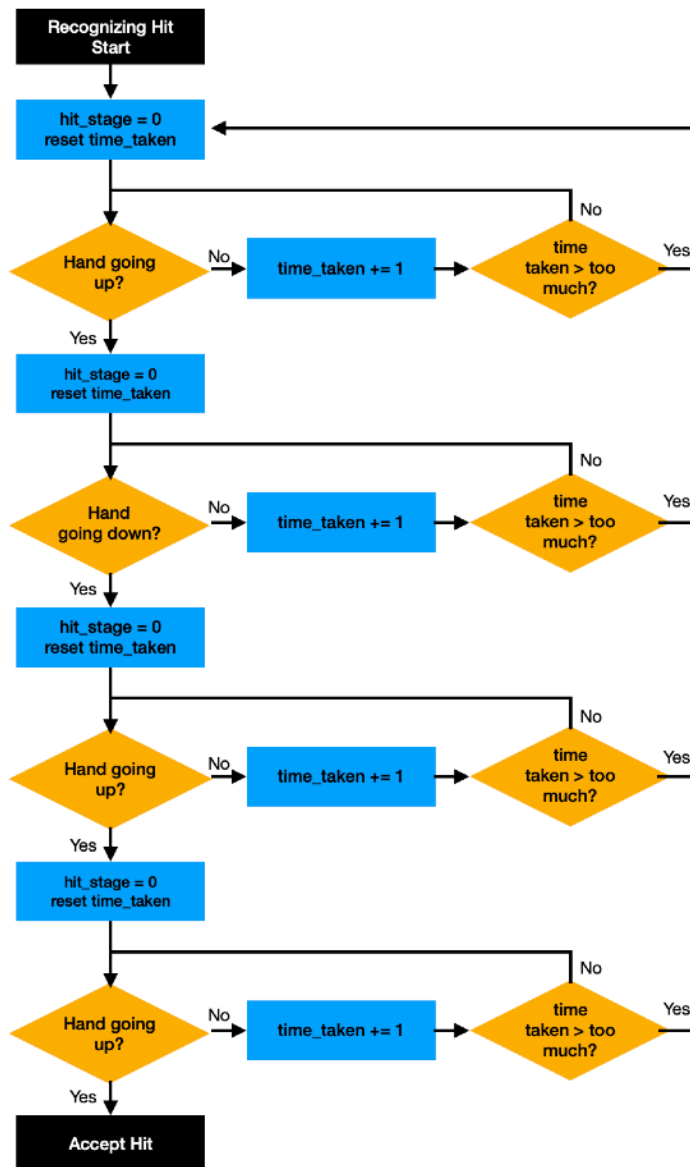 Recognizing Hit
Start
hit_stage = 0
reset time_taken
No
Hand going
up?
No
time_taken += 1
time
taken > too
much?
Yes
Yes
hit_stage = 0
reset time_taken
No
Hand
going down?
No
time_taken += 1
time
taken > too
much?
Yes
Yes
hit_stage = 0
reset time_taken
No
Hand going
up?
No
time_taken += 1
time
taken > too
much?
Yes
Yes
hit_stage = 0
reset time_taken
No
Hand going
up?
No
time_taken += 1
time
taken > too
much?
Yes
Yes
Accept Hit